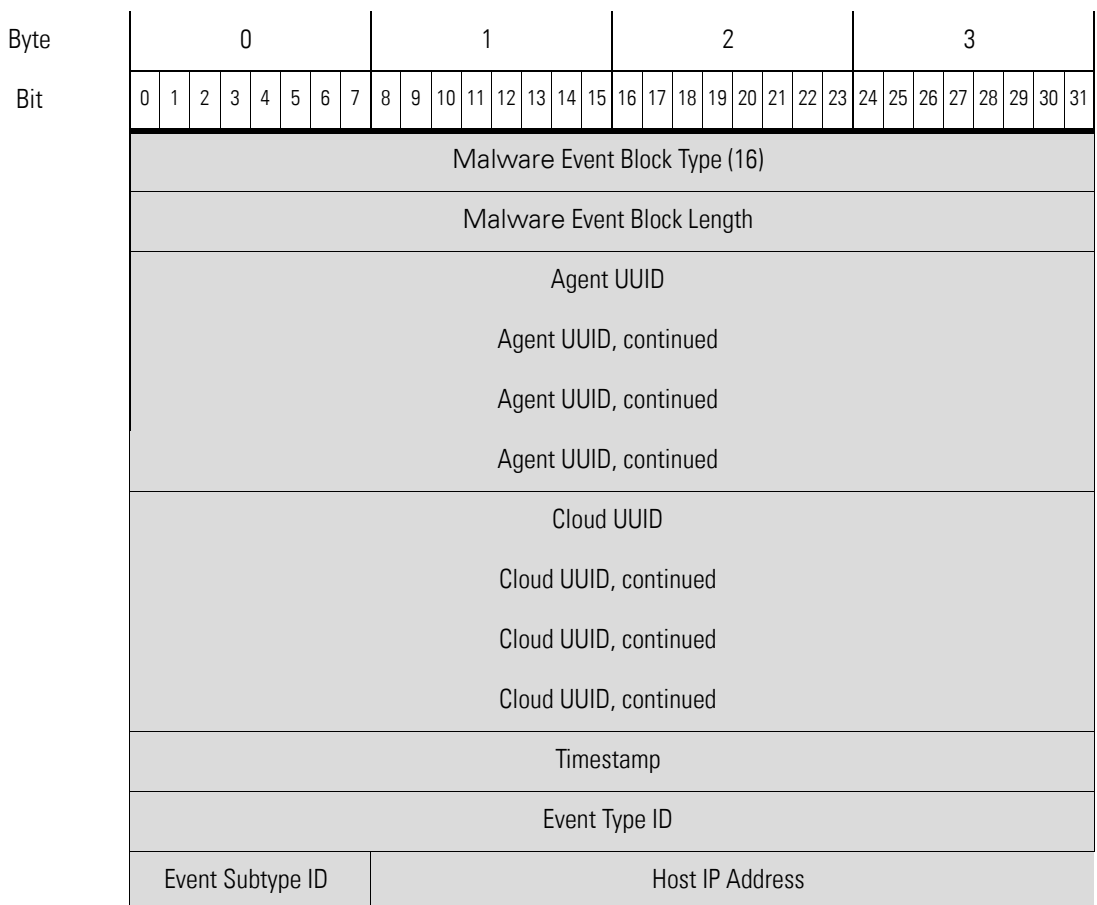 Byte 0 1 2 3
Bit 0 1 2 3 4 5 6 7 8 9 10 11 12 13 14 15 16 17 18 19 20 21 22 23 24 25 26 27 28 29 30 31
Malware Event Block Type (16)
Malware Event Block Length
Agent UUID
Agent UUID, continued
Agent UUID, continued
Agent UUID, continued
Cloud UUID
Cloud UUID, continued
Cloud UUID, continued
Cloud UUID, continued
Timestamp
Event Type ID
Event Subtype ID Host IP Address